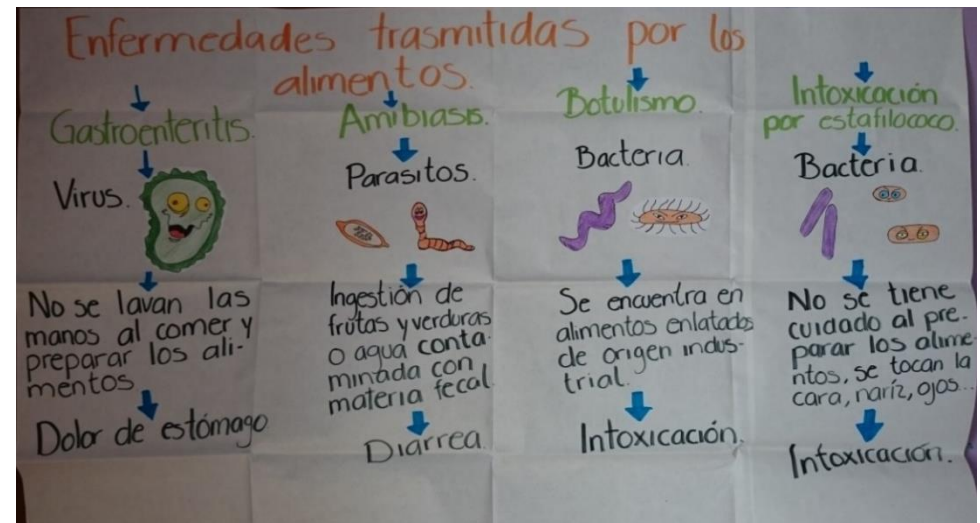 Enfermedades trasmitidas por los
alimentos.
Gastroenteritis.
Virus.
No se lavan las
manos al comer y
preparar los ali-
mentos
Dolor de estómago
Amibiasis.
Parasitos.
Ingestión de
frutas y verduras
o agua conta-
minada con
materia fecal
Diarrea.
Botulismo.
Bacteria.
Se encuentra en
alimentos enlatados
de origen indus-
trial.
Intoxicación.
Intoxicación
por estafilococo.
Bacteria.
No se tiene
cuidado al pre-
parar los alime-
ntos, se tocan la
cara, nariz, ojos...
Intoxicación.